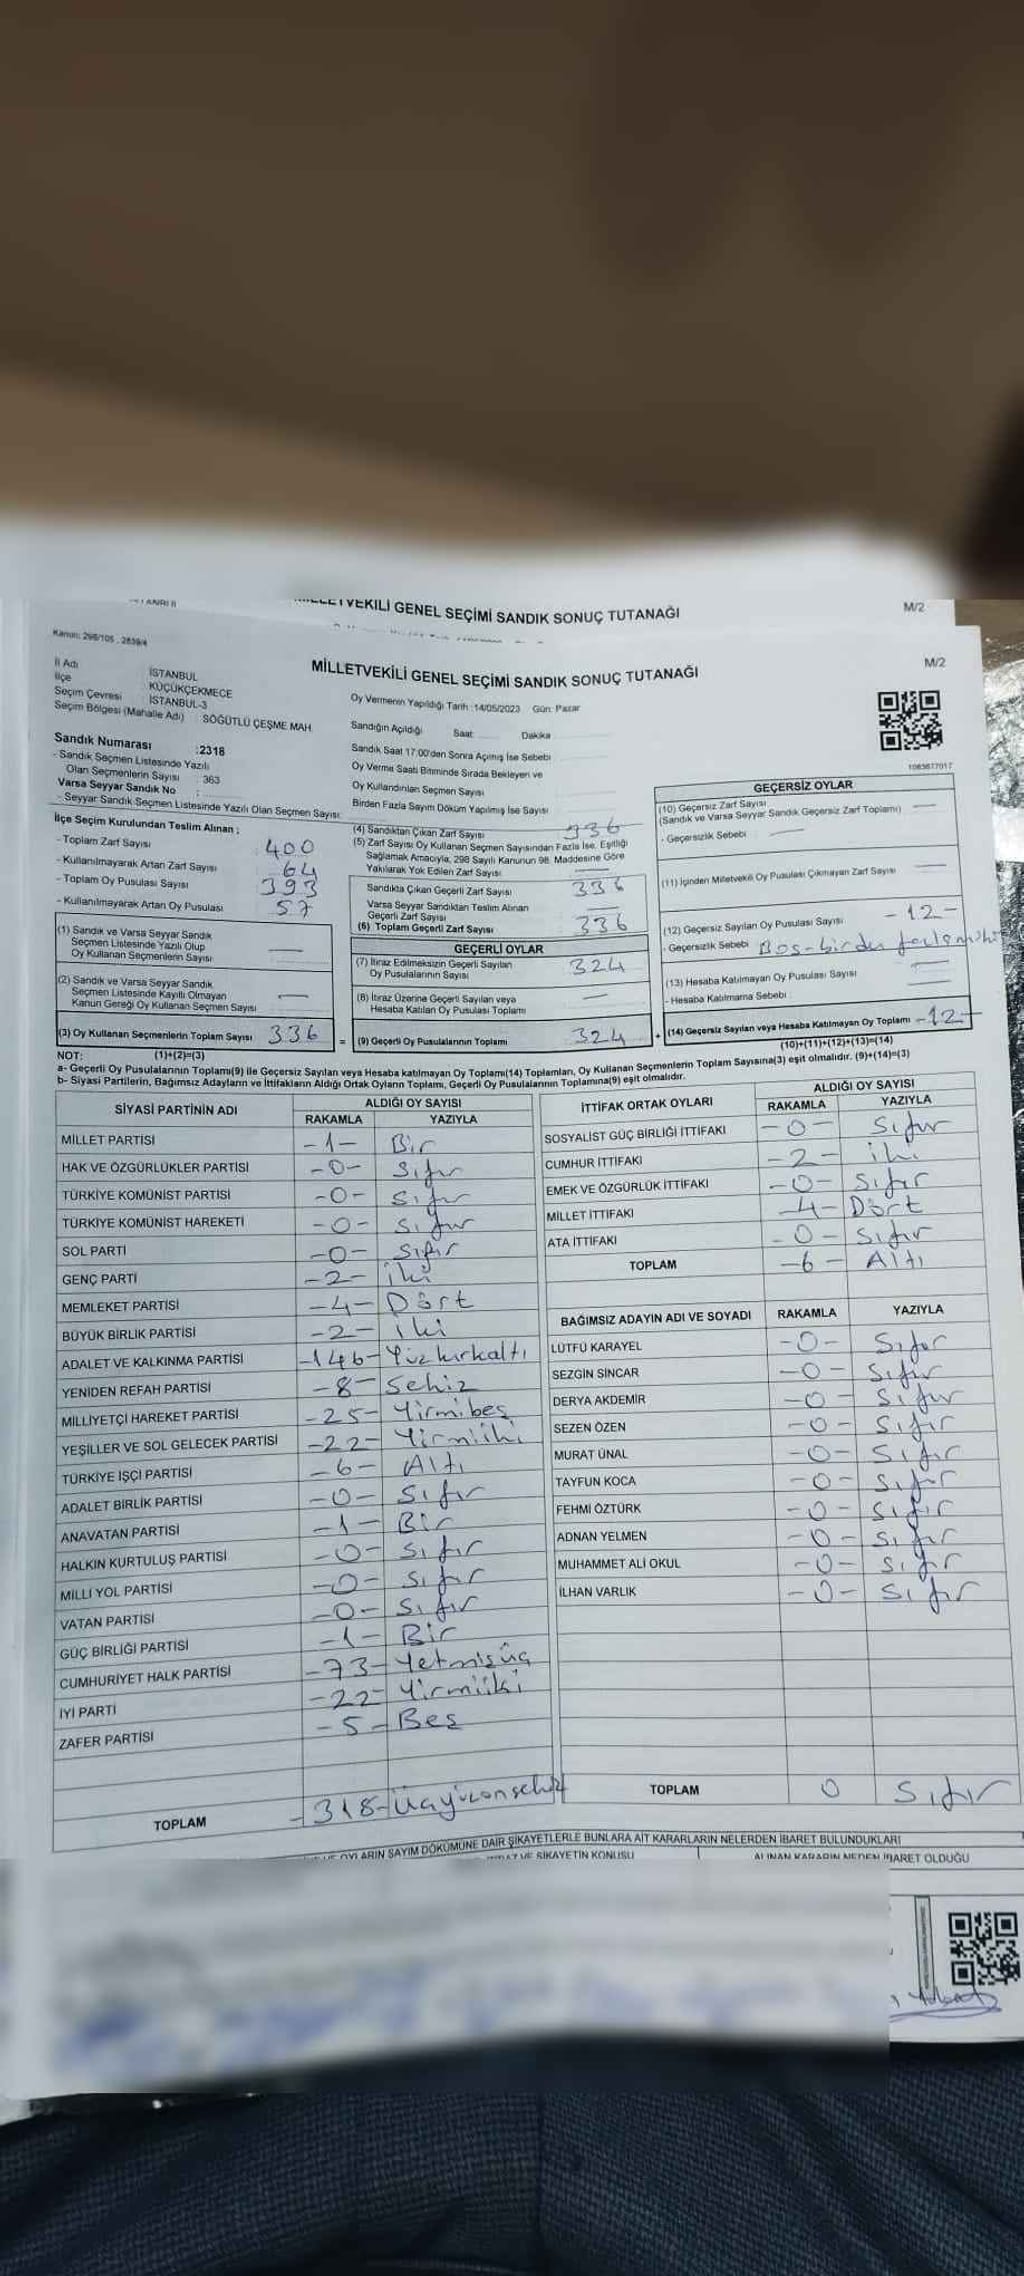 MİLLETVEKİLİ GENEL SEÇİMİ SANDIK SONUÇ TUTANAĞI
M/2
Kanun: 298/105 , 2839/4
MİLLETVEKİLİ GENEL SEÇİMİ SANDIK SONUÇ TUTANAĞI
M/2
İl Adı İSTANBUL
İlçe KÜÇÜKÇEKMECE
Seçim Çevresi İSTANBUL-3
Seçim Bölgesi (Mahalle Adı) SÖĞÜTLÜ ÇEŞME MAH
Sandık Numarası :2318
- Sandık Seçmen Listesinde Yazılı
Olan Seçmenlerin Sayısı : 363
Varsa Seyyar Sandık No :
- Seyyar Sandık Seçmen Listesinde Yazılı Olan Seçmen Sayısı:
Oy Vermenin Yapıldığı Tarih :14/05/2023 Gün: Pazar
Sandığın Açıldığı Saat Dakika
Sandık Saat 17:00'den Sonra Açılmış İse Sebebi
Oy Verme Saati Bitiminde Sırada Bekleyen ve
Oy Kullandırılan Seçmen Sayısı
Birden Fazla Sayım Döküm Yapılmış İse Sayısı
1083677017
İlçe Seçim Kurulundan Teslim Alınan :
- Toplam Zarf Sayısı : 400
- Kullanılmayarak Artan Zarf Sayısı : 64
- Toplam Oy Pusulası Sayısı : 393
- Kullanılmayarak Artan Oy Pusulası : 57
(1) Sandık ve Varsa Seyyar Sandık
Seçmen Listesinde Yazılı Olup
Oy Kullanan Seçmenlerin Sayısı —
(2) Sandık ve Varsa Seyyar Sandık
Seçmen Listesinde Kayıtlı Olmayan
Kanun Gereği Oy Kullanan Seçmen Sayısı —
(3) Oy Kullanan Seçmenlerin Toplam Sayısı 336 =
(4) Sandıktan Çıkan Zarf Sayısı 336
(5) Zarf Sayısı Oy Kullanan Seçmen Sayısından Fazla İse, Eşitliği
Sağlamak Amacıyla, 298 Sayılı Kanunun 98. Maddesine Göre
Yakılarak Yok Edilen Zarf Sayısı —
Sandıkta Çıkan Geçerli Zarf Sayısı 336
Varsa Seyyar Sandıktan Teslim Alınan
Geçerli Zarf Sayısı —
(6) Toplam Geçerli Zarf Sayısı 336
GEÇERLİ OYLAR
(7) İtiraz Edilmeksizin Geçerli Sayılan
Oy Pusulalarının Sayısı 324
(8) İtiraz Üzerine Geçerli Sayılan veya
Hesaba Katılan Oy Pusulası Toplamı —
(9) Geçerli Oy Pusulalarının Toplamı 324 +
GEÇERSİZ OYLAR
(10) Geçersiz Zarf Sayısı
(Sandık ve Varsa Seyyar Sandık Geçersiz Zarf Toplamı) —
- Geçersizlik Sebebi : —
(11) İçinden Milletvekili Oy Pusulası Çıkmayan Zarf Sayısı —
(12) Geçersiz Sayılan Oy Pusulası Sayısı -12-
- Geçersizlik Sebebi Boş-birden
(13) Hesaba Katılmayan Oy Pusulası Sayısı —
- Hesaba Katılmama Sebebi : —
(14) Geçersiz Sayılan veya Hesaba Katılmayan Oy Toplamı -12-
NOT: (1)+(2)=(3)
(10)+(11)+(12)+(13)=(14)
a- Geçerli Oy Pusulalarının Toplamı(9) ile Geçersiz Sayılan veya Hesaba katılmayan Oy Toplamı(14) Toplamları, Oy Kullanan Seçmenlerin Toplam Sayısına(3) eşit olmalıdır. (9)+(14)=(3)
b- Siyasi Partilerin, Bağımsız Adayların ve İttifakların Aldığı Ortak Oyların Toplamı, Geçerli Oy Pusulalarının Toplamına(9) eşit olmalıdır.
SİYASİ PARTİNİN ADI ALDIĞI OY SAYISI
RAKAMLA YAZIYLA
MİLLET PARTİSİ -1- Bir
HAK VE ÖZGÜRLÜKLER PARTİSİ -0- Sıfır
TÜRKİYE KOMÜNİST PARTİSİ -0- Sıfır
TÜRKİYE KOMÜNİST HAREKETİ -0- Sıfır
SOL PARTİ -0- Sıfır
GENÇ PARTİ -2- İki
MEMLEKET PARTİSİ -4- Dört
BÜYÜK BİRLİK PARTİSİ -2- İki
ADALET VE KALKINMA PARTİSİ -146- Yüzkırkaltı
YENİDEN REFAH PARTİSİ -8- Sekiz
MİLLİYETÇİ HAREKET PARTİSİ -25- Yirmibeş
YEŞİLLER VE SOL GELECEK PARTİSİ -22- Yirmiiki
TÜRKİYE İŞÇİ PARTİSİ -6- Altı
ADALET BİRLİK PARTİSİ -0- Sıfır
ANAVATAN PARTİSİ -1- Bir
HALKIN KURTULUŞ PARTİSİ -0- Sıfır
MİLLİ YOL PARTİSİ -0- Sıfır
VATAN PARTİSİ -0- Sıfır
GÜÇ BİRLİĞİ PARTİSİ -1- Bir
CUMHURİYET HALK PARTİSİ -73- Yetmişüç
İYİ PARTİ -22- Yirmiiki
ZAFER PARTİSİ -5- Beş
TOPLAM -318- Üçyüzonsekiz
İTTİFAK ORTAK OYLARI ALDIĞI OY SAYISI
RAKAMLA YAZIYLA
SOSYALİST GÜÇ BİRLİĞİ İTTİFAKI -0- Sıfır
CUMHUR İTTİFAKI -2- İki
EMEK VE ÖZGÜRLÜK İTTİFAKI -0- Sıfır
MİLLET İTTİFAKI -4- Dört
ATA İTTİFAKI -0- Sıfır
TOPLAM -6- Altı
BAĞIMSIZ ADAYIN ADI VE SOYADI RAKAMLA YAZIYLA
LÜTFÜ KARAYEL -0- Sıfır
SEZGİN SİNCAR -0- Sıfır
DERYA AKDEMİR -0- Sıfır
SEZEN ÖZEN -0- Sıfır
MURAT ÜNAL -0- Sıfır
TAYFUN KOCA -0- Sıfır
FEHMİ ÖZTÜRK -0- Sıfır
ADNAN YELMEN -0- Sıfır
MUHAMMET ALİ OKUL -0- Sıfır
İLHAN VARLIK -0- Sıfır
TOPLAM 0 Sıfır
OYLARIN SAYIM DÖKÜMÜNE DAİR ŞİKAYETLERLE BUNLARA AİT KARARLARIN NELERDEN İBARET BULUNDUKLARI
VE ŞİKAYETİN KONUSU ALINAN KARARIN NEDEN İBARET OLDUĞU